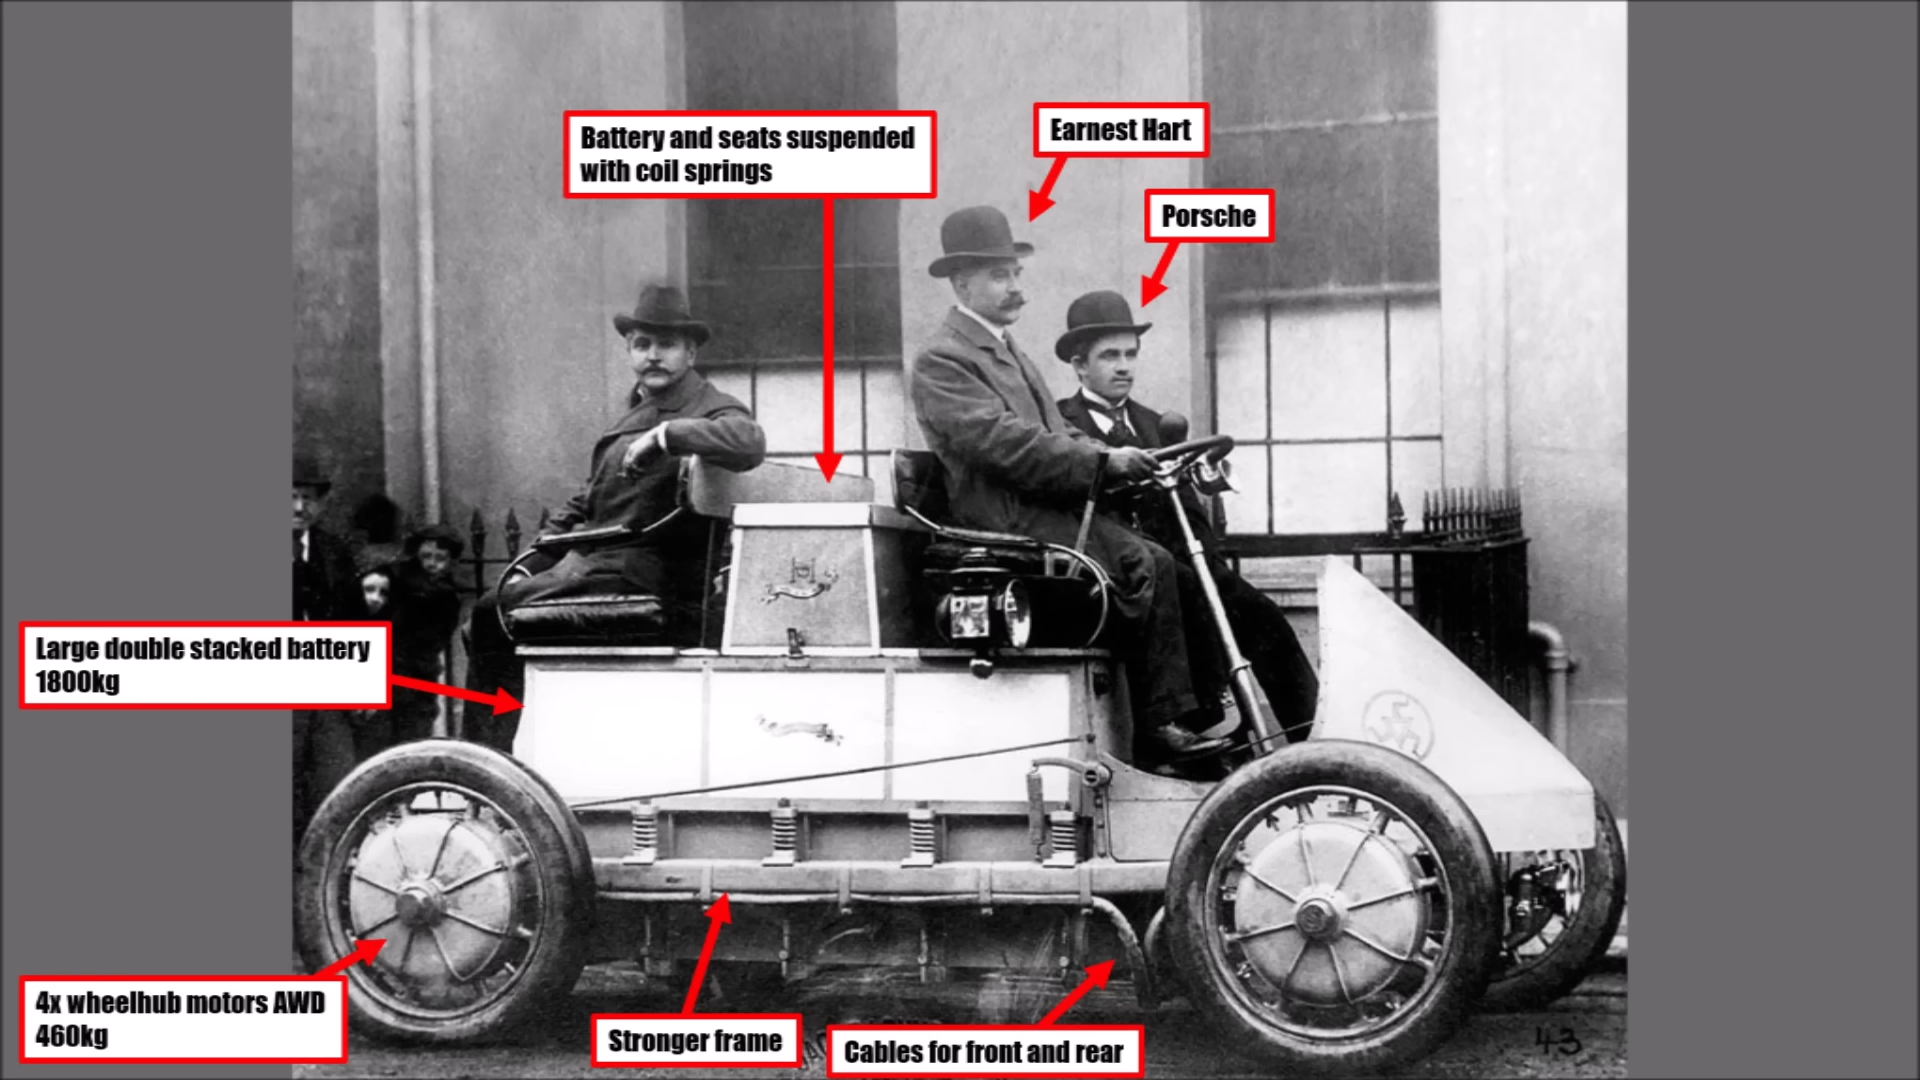 Earnest Hart
Battery and seats suspended
with coil springs
Porsche
Large double stacked battery
1800kg
4x wheelhub motors AWD
460kg
Stronger frame
Cables for front and rear
43